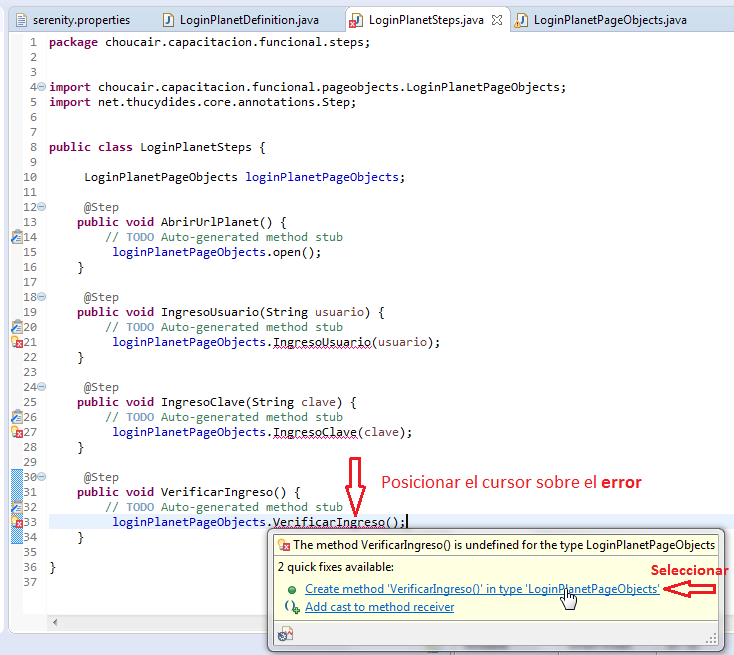 serenity.properties LoginPlanetDefinition.java LoginPlanetSteps.java LoginPlanetPageObjects.java
1 package choucair.capacitacion.funcional.steps;
2
3
4 import choucair.capacitacion.funcional.pageobjects.LoginPlanetPageObjects;
5 import net.thucydides.core.annotations.Step;
6
7
8 public class LoginPlanetSteps {
9
10 LoginPlanetPageObjects loginPlanetPageObjects;
11
12 @Step
13 public void AbrirUrlPlanet() {
14 // TODO Auto-generated method stub
15 loginPlanetPageObjects.open();
16 }
17
18 @Step
19 public void IngresoUsuario(String usuario) {
20 // TODO Auto-generated method stub
21 loginPlanetPageObjects.IngresoUsuario(usuario);
22 }
23
24 @Step
25 public void IngresoClave(String clave) {
26 // TODO Auto-generated method stub
27 loginPlanetPageObjects.IngresoClave(clave);
28 }
29
30 @Step
31 public void VerificarIngreso() {
32 // TODO Auto-generated method stub
33 loginPlanetPageObjects.VerificarIngreso();
34 }
35
36 }
37
Posicionar el cursor sobre el error
The method VerificarIngreso() is undefined for the type LoginPlanetPageObjects
2 quick fixes available:
Seleccionar
Create method 'VerificarIngreso()' in type 'LoginPlanetPageObjects'
Add cast to method receiver